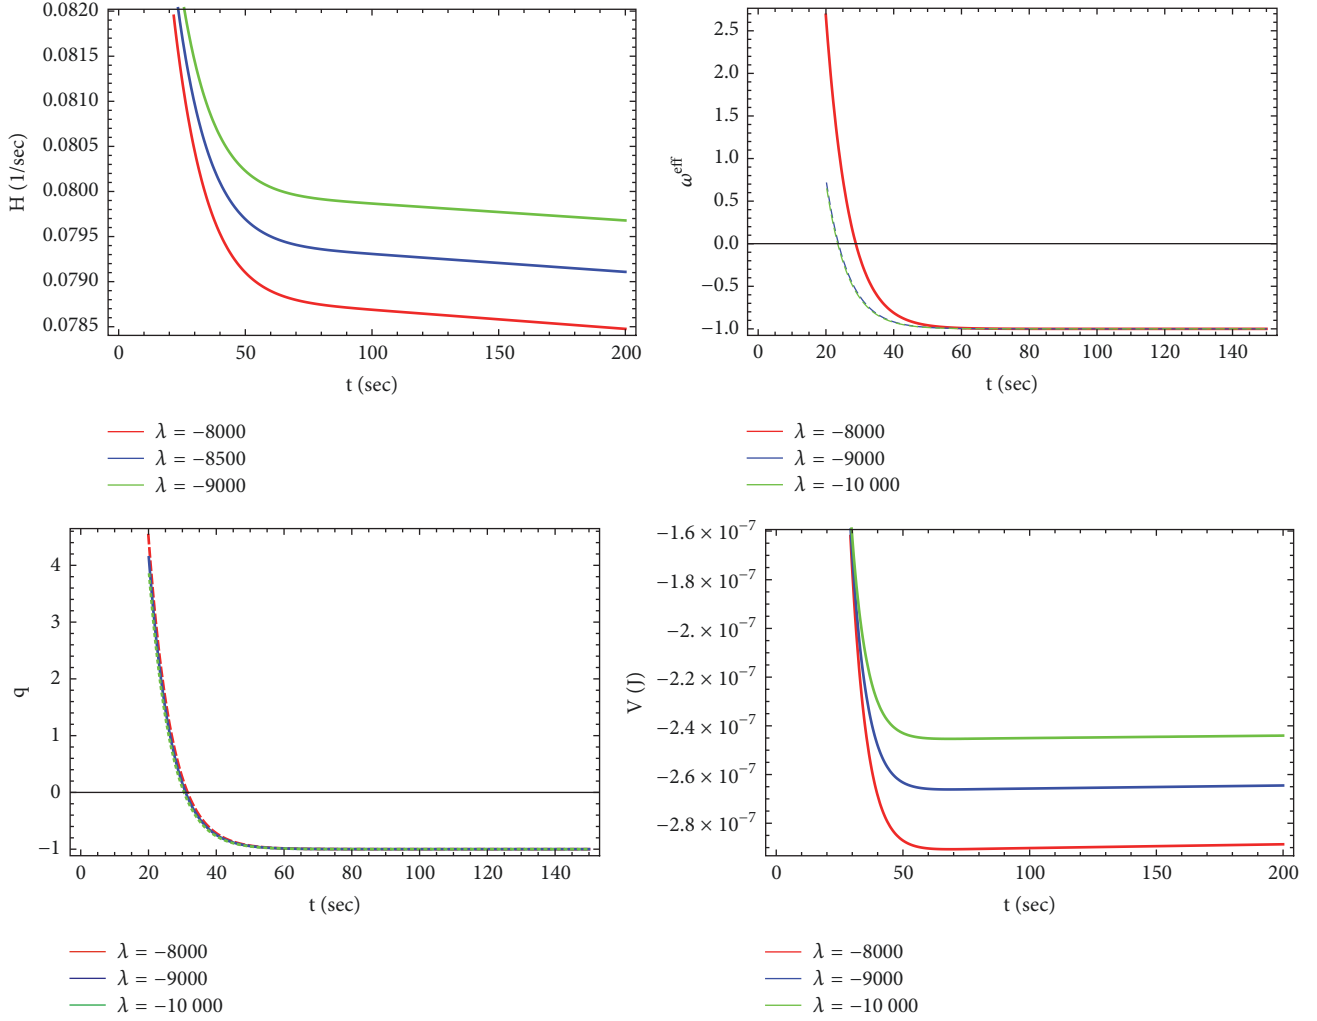 0.0820
0.0815
0.0810
0.0805
0.0800
0.0795
0.0790
0.0785
H (1/sec)
0 50 100 150 200
t (sec)
λ = −8000
λ = −8500
λ = −9000
2.5
2.0
1.5
1.0
0.5
0.0
−0.5
−1.0
ω^eff
0 20 40 60 80 100 120 140
t (sec)
λ = −8000
λ = −9000
λ = −10 000
4
3
2
1
0
−1
q
0 20 40 60 80 100 120 140
t (sec)
λ = −8000
λ = −9000
λ = −10 000
−1.6 × 10⁻⁷
−1.8 × 10⁻⁷
−2. × 10⁻⁷
−2.2 × 10⁻⁷
−2.4 × 10⁻⁷
−2.6 × 10⁻⁷
−2.8 × 10⁻⁷
V (J)
0 50 100 150 200
t (sec)
λ = −8000
λ = −9000
λ = −10 000